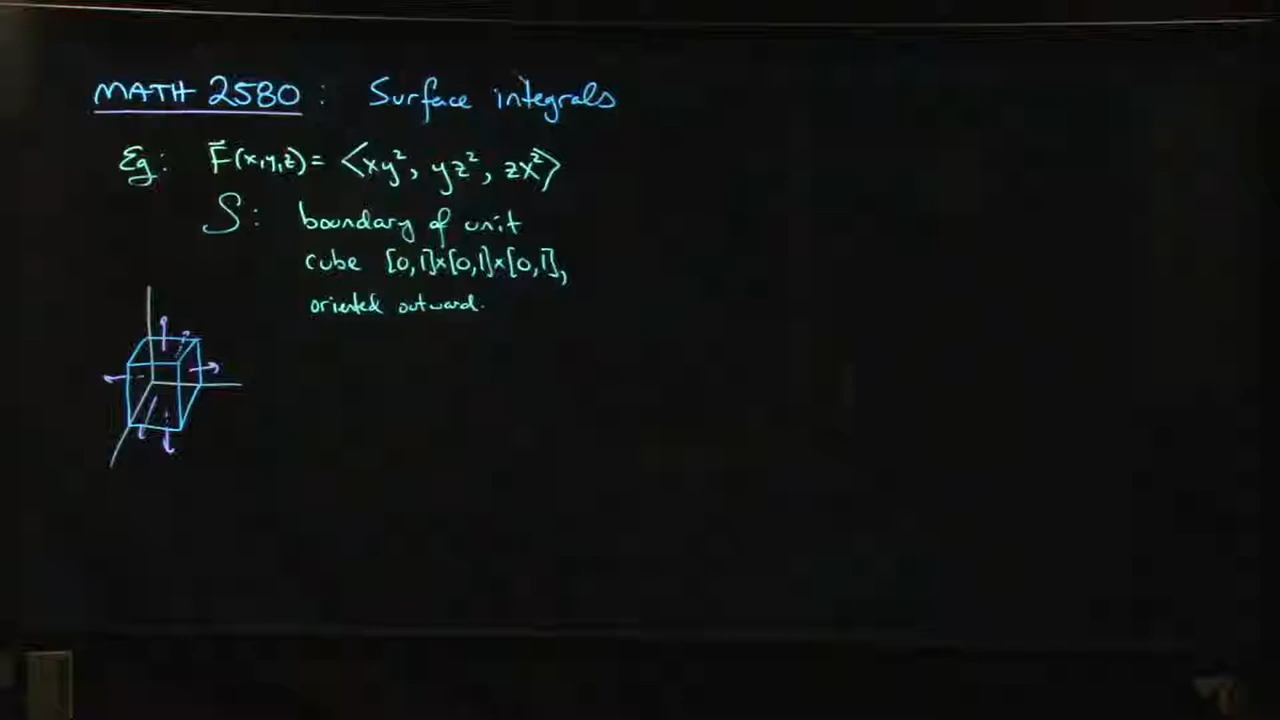 MATH 2580 : Surface integrals
Eg: F⃗(x,y,z) = ⟨xy², yz², zx²⟩
S: boundary of unit
cube [0,1]×[0,1]×[0,1],
oriented outward.